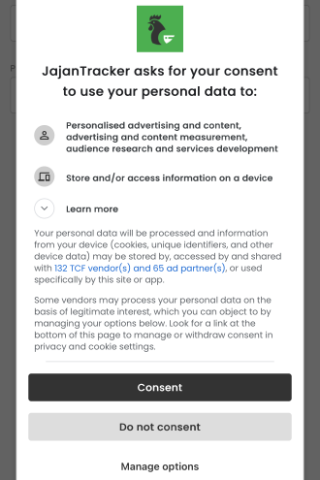 JajanTracker asks for your consent
to use your personal data to:
Personalised advertising and content,
advertising and content measurement,
audience research and services development
Store and/or access information on a device
Learn more
Your personal data will be processed and information
from your device (cookies, unique identifiers, and other
device data) may be stored by, accessed by and shared
with 132 TCF vendor(s) and 65 ad partner(s), or used
specifically by this site or app.
Some vendors may process your personal data on the
basis of legitimate interest, which you can object to by
managing your options below. Look for a link at the
bottom of this page to manage or withdraw consent in
privacy and cookie settings.
Consent
Do not consent
Manage options